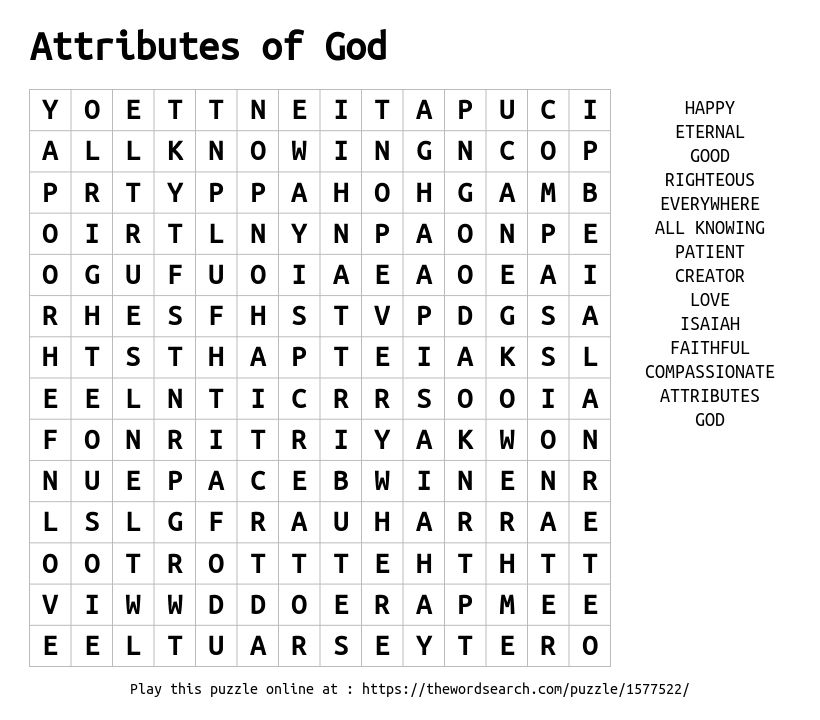 Attributes of God
Y O E T T N E I T A P U C I
A L L K N O W I N G N C O P
P R T Y P P A H O H G A M B
O I R T L N Y N P A O N P E
O G U F U O I A E A O E A I
R H E S F H S T V P D G S A
H T S T H A P T E I A K S L
E E L N T I C R R S O O I A
F O N R I T R I Y A K W O N
N U E P A C E B W I N E N R
L S L G F R A U H A R R A E
O O T R O T T T E H T H T T
V I W W D D O E R A P M E E
E E L T U A R S E Y T E R O
HAPPY
ETERNAL
GOOD
RIGHTEOUS
EVERYWHERE
ALL KNOWING
PATIENT
CREATOR
LOVE
ISAIAH
FAITHFUL
COMPASSIONATE
ATTRIBUTES
GOD
Play this puzzle online at : https://thewordsearch.com/puzzle/1577522/